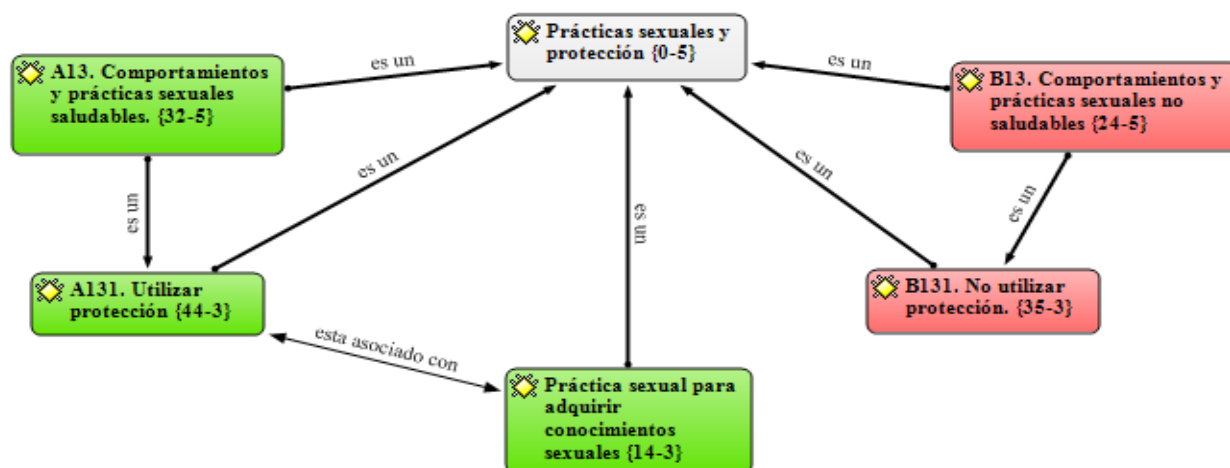 Prácticas sexuales y
protección {0-5}
A13. Comportamientos
y prácticas sexuales
saludables. {32-5}
es un
es un
B13. Comportamientos y
prácticas sexuales no
saludables {24-5}
es un
es un
es un
es un
es un
A131. Utilizar
protección {44-3}
B131. No utilizar
protección. {35-3}
esta asociado con
Práctica sexual para
adquirir
conocimientos
sexuales {14-3}